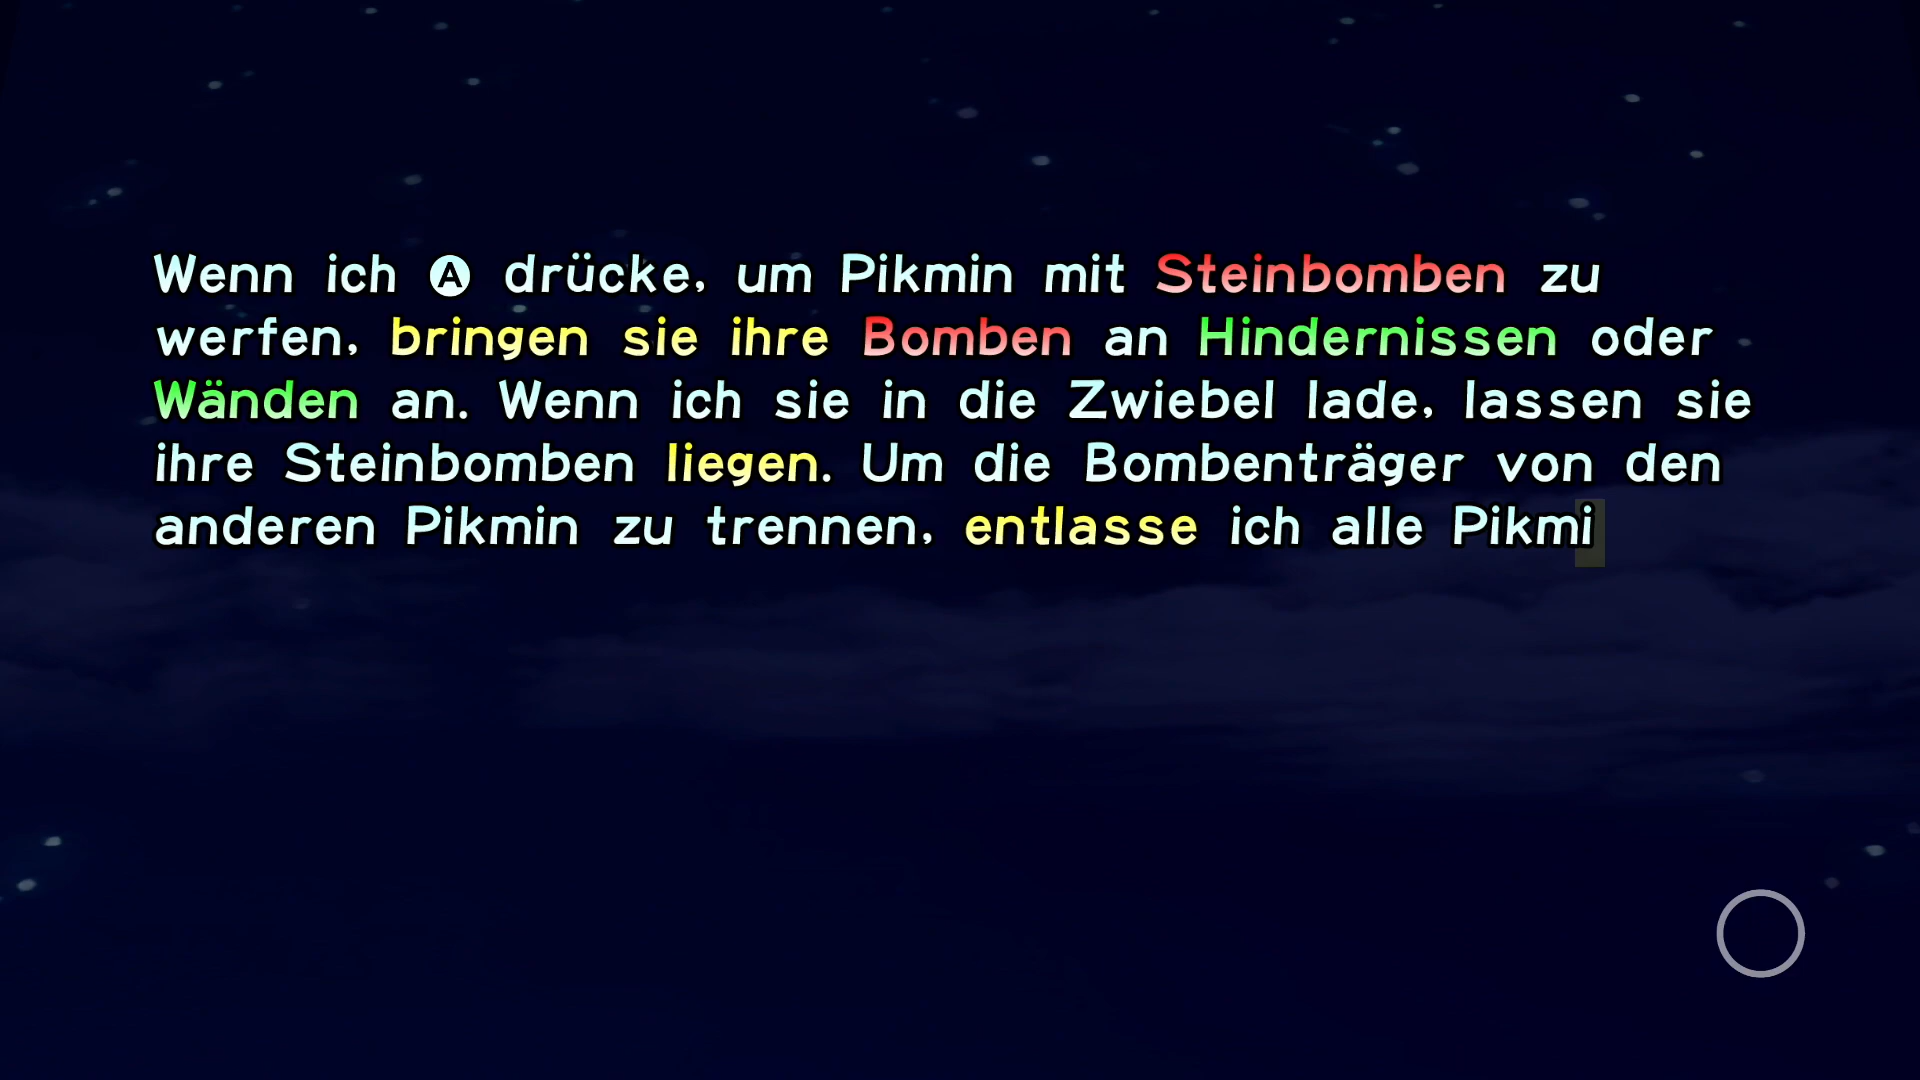 Wenn ich Ⓐ drücke, um Pikmin mit Steinbomben zu
werfen, bringen sie ihre Bomben an Hindernissen oder
Wänden an. Wenn ich sie in die Zwiebel lade, lassen sie
ihre Steinbomben liegen. Um die Bombenträger von den
anderen Pikmin zu trennen, entlasse ich alle Pikmi